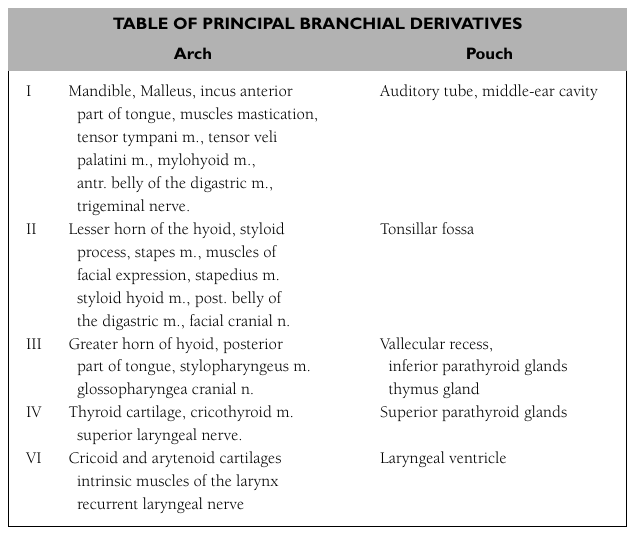 TABLE OF PRINCIPAL BRANCHIAL DERIVATIVES
Arch Pouch
I Mandible, Malleus, incus anterior Auditory tube, middle-ear cavity
part of tongue, muscles mastication,
tensor tympani m., tensor veli
palatini m., mylohyoid m.,
antr. belly of the digastric m.,
trigeminal nerve.
II Lesser horn of the hyoid, styloid Tonsillar fossa
process, stapes m., muscles of
facial expression, stapedius m.
styloid hyoid m., post. belly of
the digastric m., facial cranial n.
III Greater horn of hyoid, posterior Vallecular recess,
part of tongue, stylopharyngeus m. inferior parathyroid glands
glossopharyngea cranial n. thymus gland
IV Thyroid cartilage, cricothyroid m. Superior parathyroid glands
superior laryngeal nerve.
VI Cricoid and arytenoid cartilages Laryngeal ventricle
intrinsic muscles of the larynx
recurrent laryngeal nerve